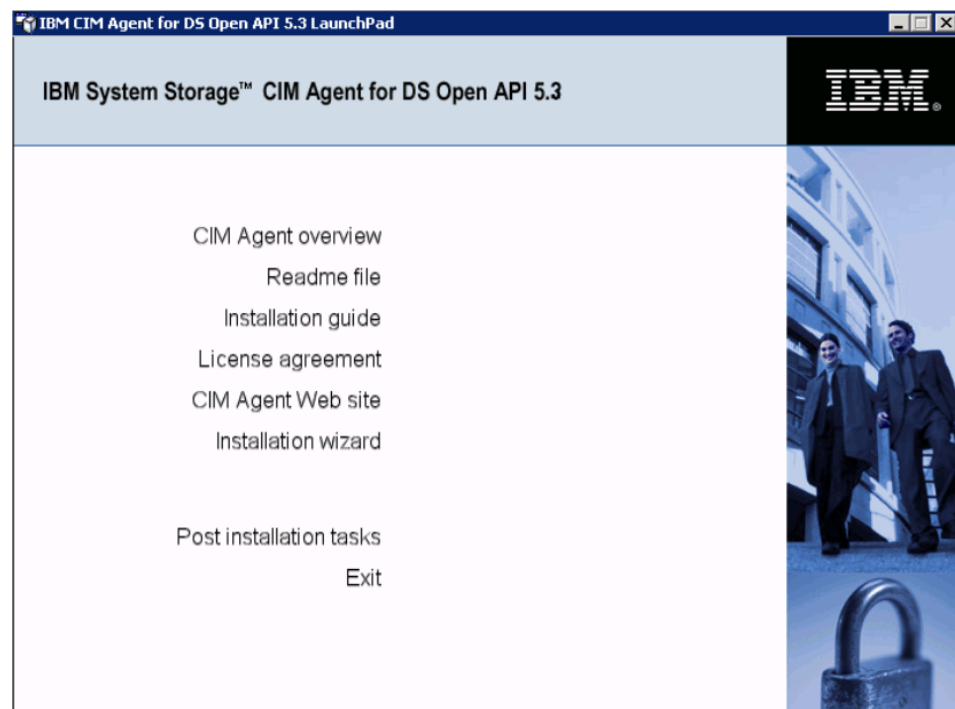 IBM CIM Agent for DS Open API 5.3 LaunchPad
IBM System Storage™ CIM Agent for DS Open API 5.3
IBM®
CIM Agent overview
Readme file
Installation guide
License agreement
CIM Agent Web site
Installation wizard
Post installation tasks
Exit